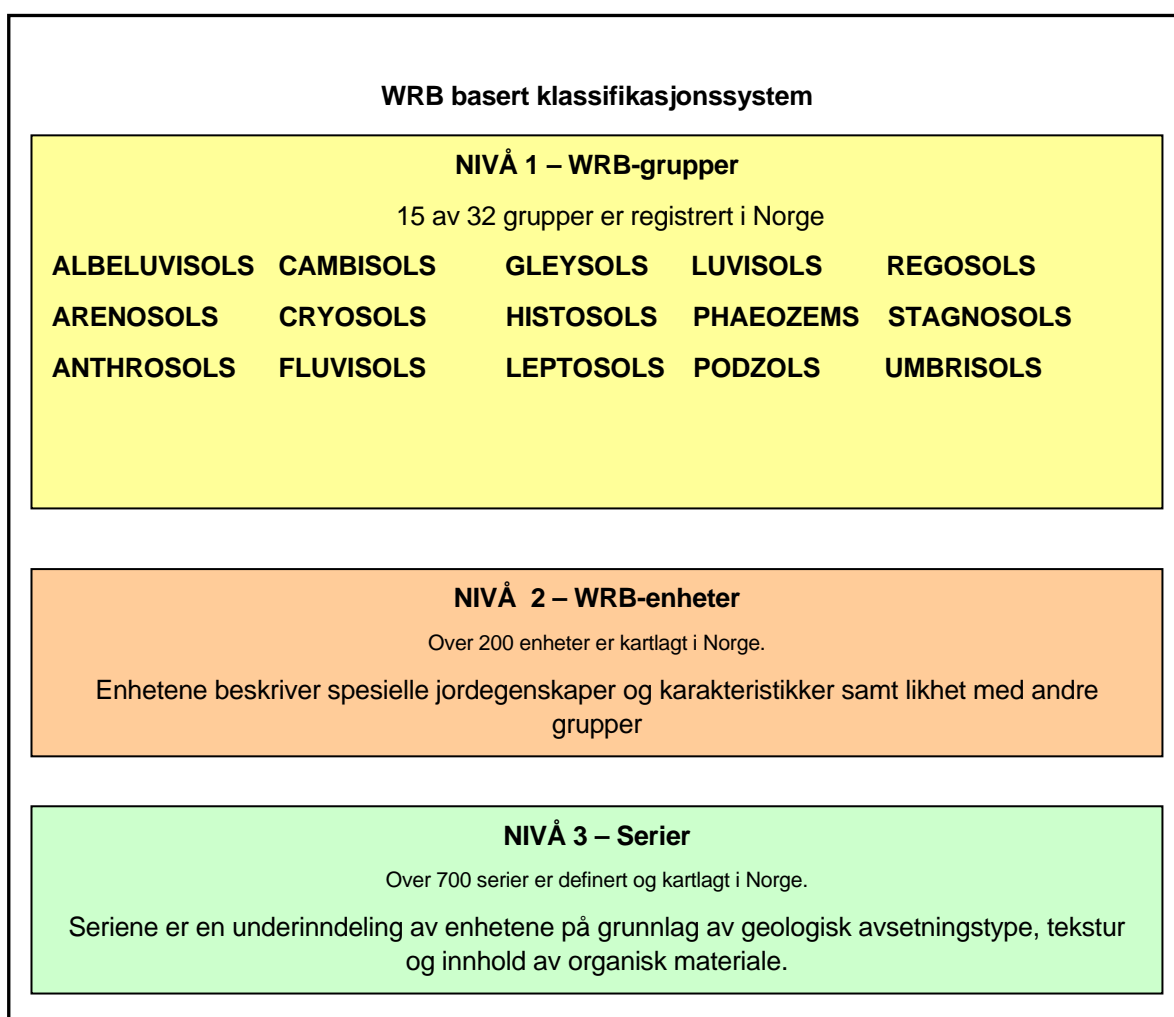 WRB basert klassifikasjonssystem
NIVÅ 1 – WRB-grupper
15 av 32 grupper er registrert i Norge
ALBELUVISOLS CAMBISOLS GLEYSOLS LUVISOLS REGOSOLS
ARENOSOLS CRYOSOLS HISTOSOLS PHAEOZEMS STAGNOSOLS
ANTHROSOLS FLUVISOLS LEPTOSOLS PODZOLS UMBRISOLS
NIVÅ 2 – WRB-enheter
Over 200 enheter er kartlagt i Norge.
Enhetene beskriver spesielle jordegenskaper og karakteristikker samt likhet med andre
grupper
NIVÅ 3 – Serier
Over 700 serier er definert og kartlagt i Norge.
Seriene er en underinndeling av enhetene på grunnlag av geologisk avsetningstype, tekstur
og innhold av organisk materiale.